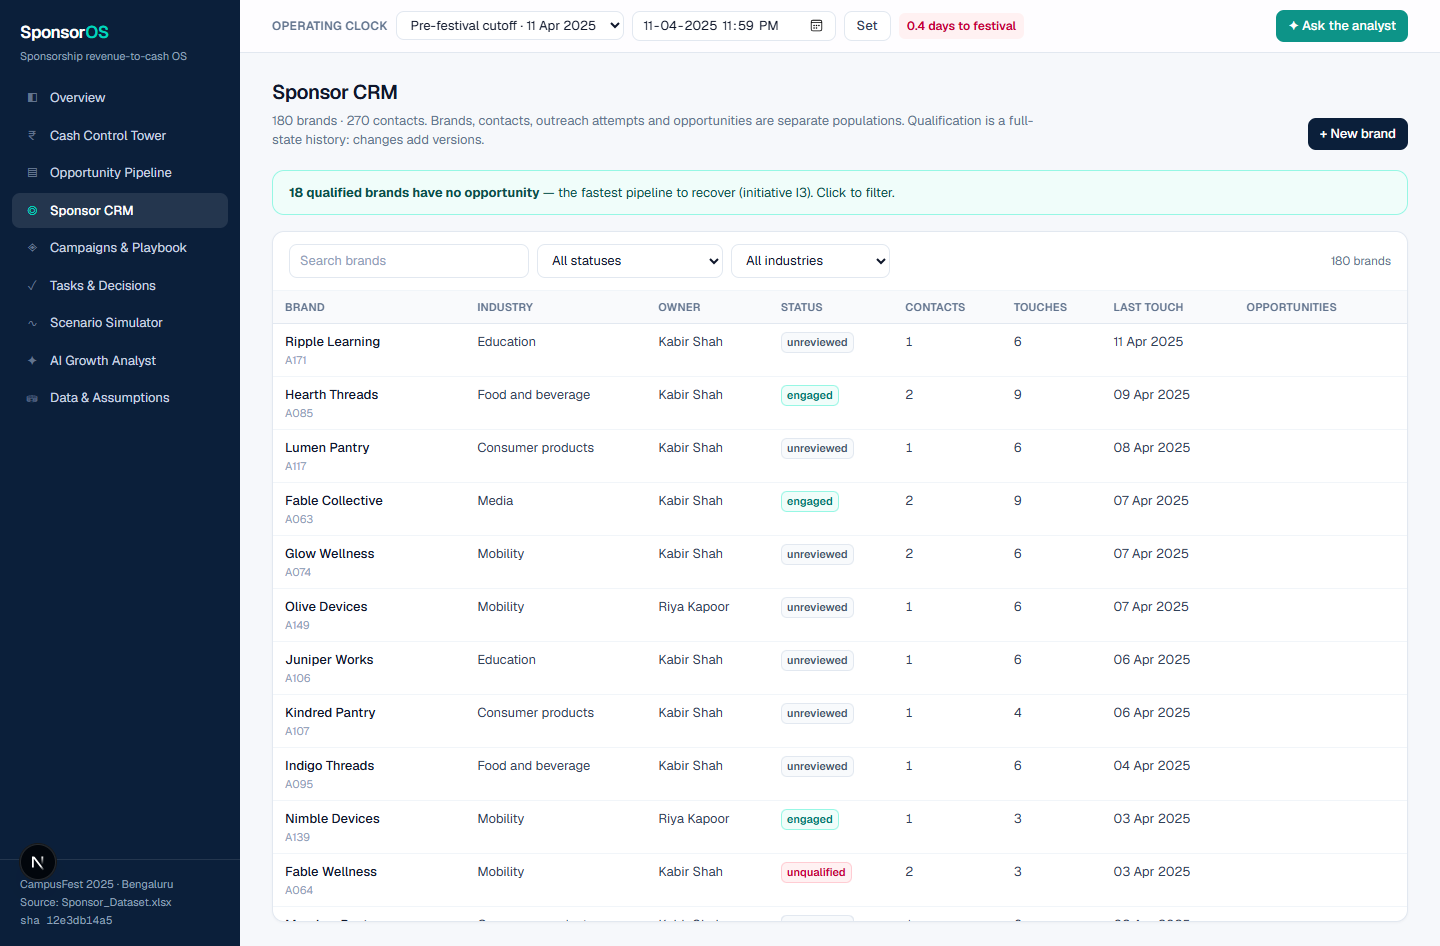 SponsorOS
Sponsorship revenue-to-cash OS
Overview
₹ Cash Control Tower
Opportunity Pipeline
Sponsor CRM
Campaigns & Playbook
Tasks & Decisions
Scenario Simulator
AI Growth Analyst
Data & Assumptions
N
CampusFest 2025 · Bengaluru
Source: Sponsor_Dataset.xlsx
sha 12e3db14a5
OPERATING CLOCK Pre-festival cutoff · 11 Apr 2025 11-04-2025 11:59 PM Set 0.4 days to festival ✦ Ask the analyst
Sponsor CRM
180 brands · 270 contacts. Brands, contacts, outreach attempts and opportunities are separate populations. Qualification is a full-
state history: changes add versions.
+ New brand
18 qualified brands have no opportunity — the fastest pipeline to recover (initiative I3). Click to filter.
Search brands All statuses All industries 180 brands
BRAND INDUSTRY OWNER STATUS CONTACTS TOUCHES LAST TOUCH OPPORTUNITIES
Ripple Learning Education Kabir Shah unreviewed 1 6 11 Apr 2025
A171
Hearth Threads Food and beverage Kabir Shah engaged 2 9 09 Apr 2025
A085
Lumen Pantry Consumer products Kabir Shah unreviewed 1 6 08 Apr 2025
A117
Fable Collective Media Kabir Shah engaged 2 9 07 Apr 2025
A063
Glow Wellness Mobility Kabir Shah unreviewed 2 6 07 Apr 2025
A074
Olive Devices Mobility Riya Kapoor unreviewed 1 6 07 Apr 2025
A149
Juniper Works Education Kabir Shah unreviewed 1 6 06 Apr 2025
A106
Kindred Pantry Consumer products Kabir Shah unreviewed 1 4 06 Apr 2025
A107
Indigo Threads Food and beverage Kabir Shah unreviewed 1 6 04 Apr 2025
A095
Nimble Devices Mobility Riya Kapoor engaged 1 3 03 Apr 2025
A139
Fable Wellness Mobility Kabir Shah unqualified 2 3 03 Apr 2025
A064